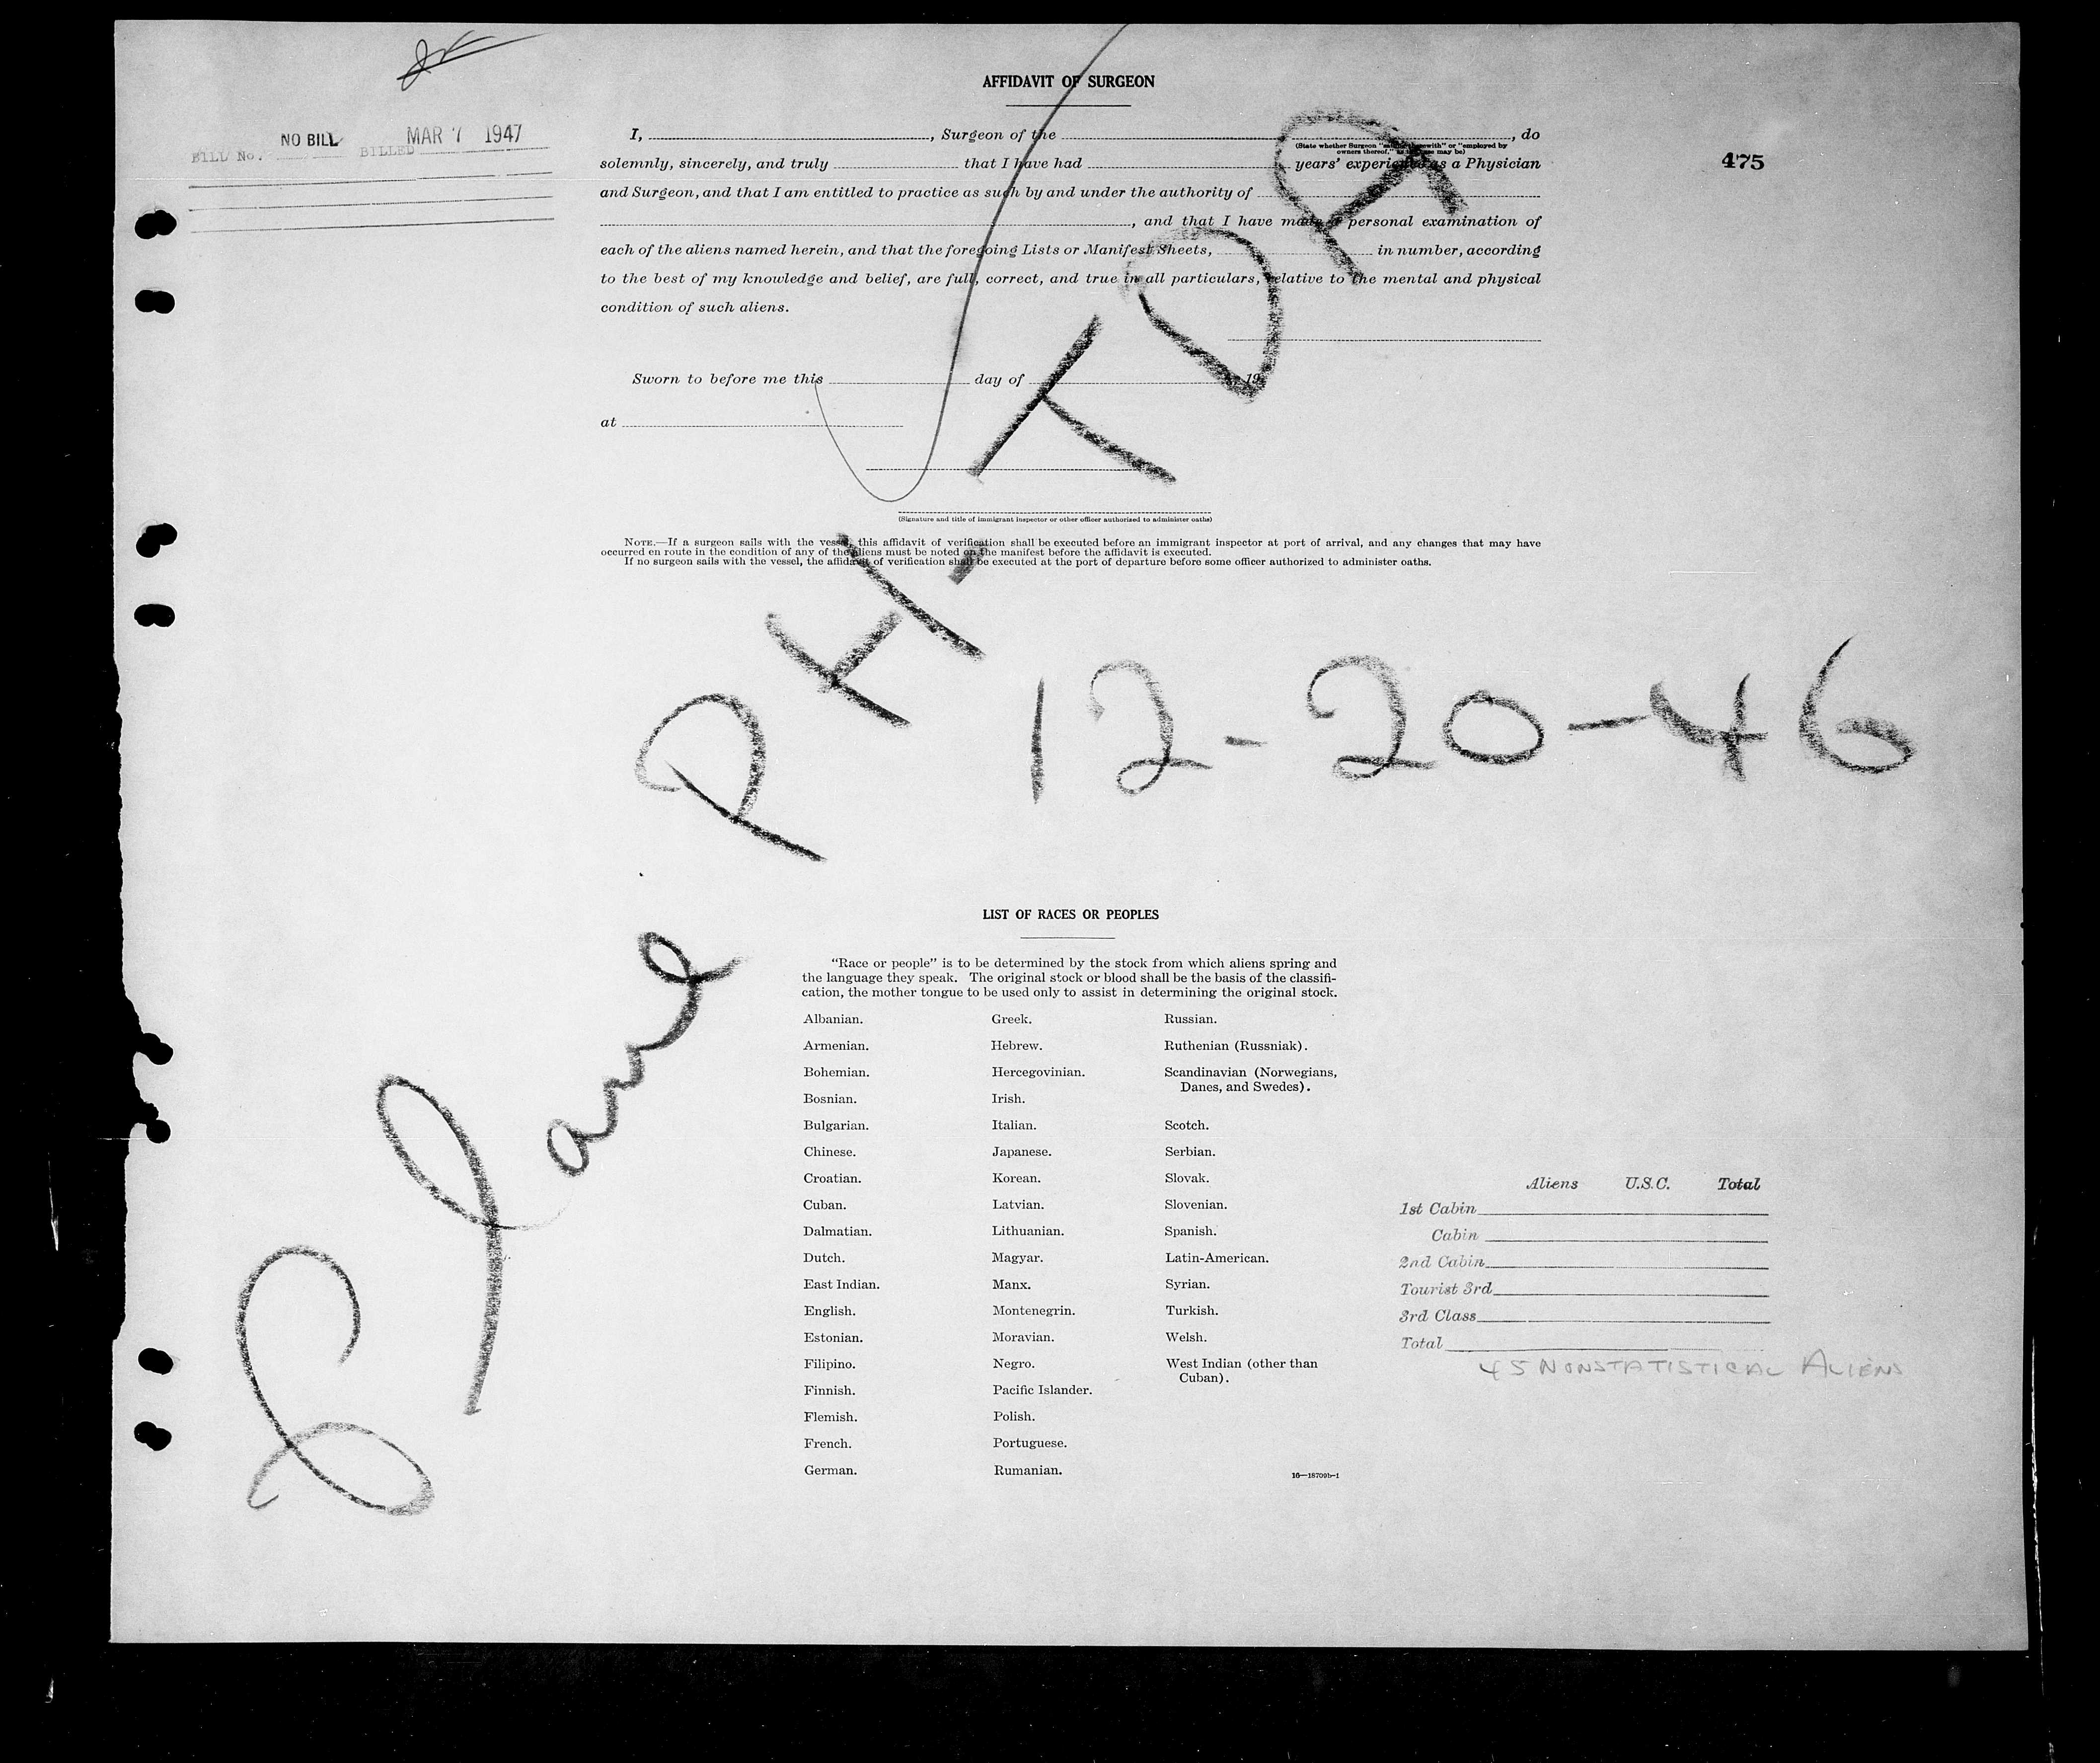 AFFIDAVIT OF SURGEON
NO BILL MAR 7 1947
BILL No. BILLED
475
I, , Surgeon of the , do
(State whether Surgeon "sailing therewith" or "employed by
owners thereof," as the case may be)
solemnly, sincerely, and truly that I have had years' experience as a Physician
and Surgeon, and that I am entitled to practice as such by and under the authority of
, and that I have made a personal examination of
each of the aliens named herein, and that the foregoing Lists or Manifest Sheets, in number, according
to the best of my knowledge and belief, are full, correct, and true in all particulars, relative to the mental and physical
condition of such aliens.
Sworn to before me this day of , 19
at
(Signature and title of immigrant inspector or other officer authorized to administer oaths)
NOTE.—If a surgeon sails with the vessel, this affidavit of verification shall be executed before an immigrant inspector at port of arrival, and any changes that may have
occurred en route in the condition of any of the aliens must be noted on the manifest before the affidavit is executed.
If no surgeon sails with the vessel, the affidavit of verification shall be executed at the port of departure before some officer authorized to administer oaths.
Plane PH-TDR
12-20-46
LIST OF RACES OR PEOPLES
"Race or people" is to be determined by the stock from which aliens spring and
the language they speak. The original stock or blood shall be the basis of the classifi-
cation, the mother tongue to be used only to assist in determining the original stock.
Albanian.
Armenian.
Bohemian.
Bosnian.
Bulgarian.
Chinese.
Croatian.
Cuban.
Dalmatian.
Dutch.
East Indian.
English.
Estonian.
Filipino.
Finnish.
Flemish.
French.
German.
Greek.
Hebrew.
Hercegovinian.
Irish.
Italian.
Japanese.
Korean.
Latvian.
Lithuanian.
Magyar.
Manx.
Montenegrin.
Moravian.
Negro.
Pacific Islander.
Polish.
Portuguese.
Rumanian.
Russian.
Ruthenian (Russniak).
Scandinavian (Norwegians,
Danes, and Swedes).
Scotch.
Serbian.
Slovak.
Slovenian.
Spanish.
Latin-American.
Syrian.
Turkish.
Welsh.
West Indian (other than
Cuban).
16—18709b-1
Aliens U.S.C. Total
1st Cabin
Cabin
2nd Cabin
Tourist 3rd
3rd Class
Total
45 NONSTATISTICAL ALIENS